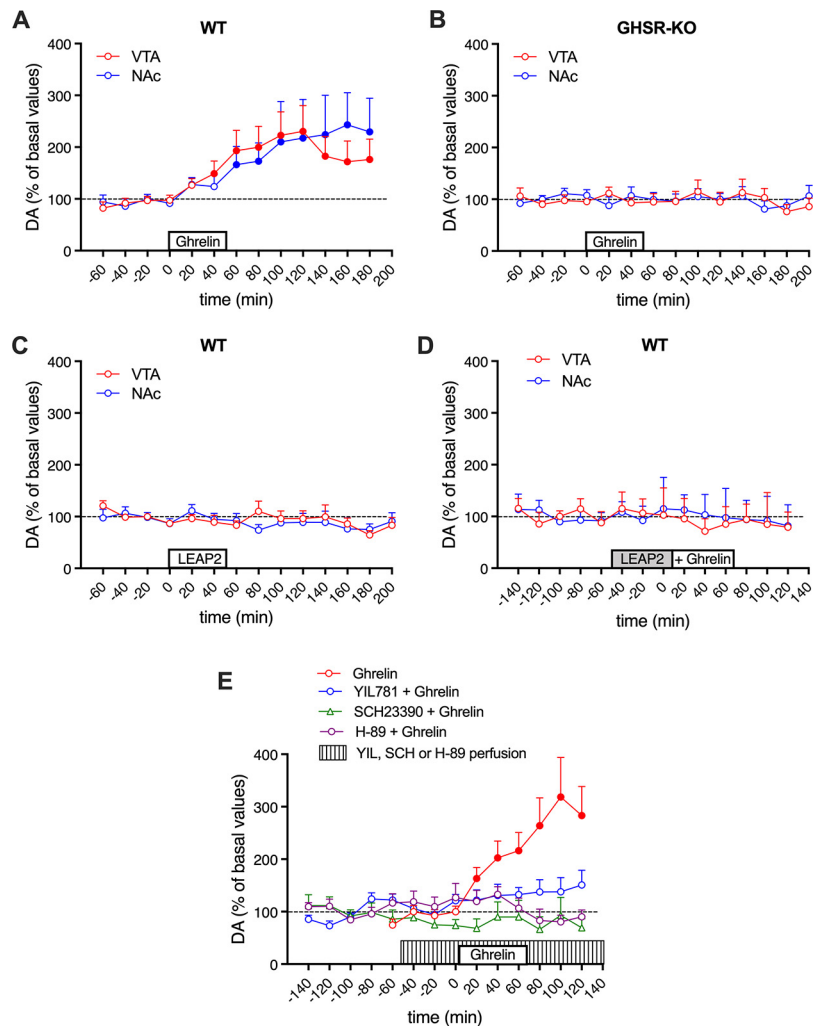 A
WT
VTA
NAc
DA (% of basal values)
400
300
200
100
0
Ghrelin
-60 -40 -20 0 20 40 60 80 100 120 140 160 180 200
time (min)
B
GHSR-KO
VTA
NAc
DA (% of basal values)
400
300
200
100
0
Ghrelin
-60 -40 -20 0 20 40 60 80 100 120 140 160 180 200
time (min)
C
WT
VTA
NAc
DA (% of basal values)
400
300
200
100
0
LEAP2
-60 -40 -20 0 20 40 60 80 100 120 140 160 180 200
time (min)
D
WT
VTA
NAc
DA (% of basal values)
400
300
200
100
0
LEAP2 + Ghrelin
-140 -120 -100 -80 -60 -40 -20 0 20 40 60 80 100 120 140
time (min)
E
Ghrelin
YIL781 + Ghrelin
SCH23390 + Ghrelin
H-89 + Ghrelin
YIL, SCH or H-89 perfusion
DA (% of basal values)
400
300
200
100
0
Ghrelin
-140 -120 -100 -80 -60 -40 -20 0 20 40 60 80 100 120 140
time (min)